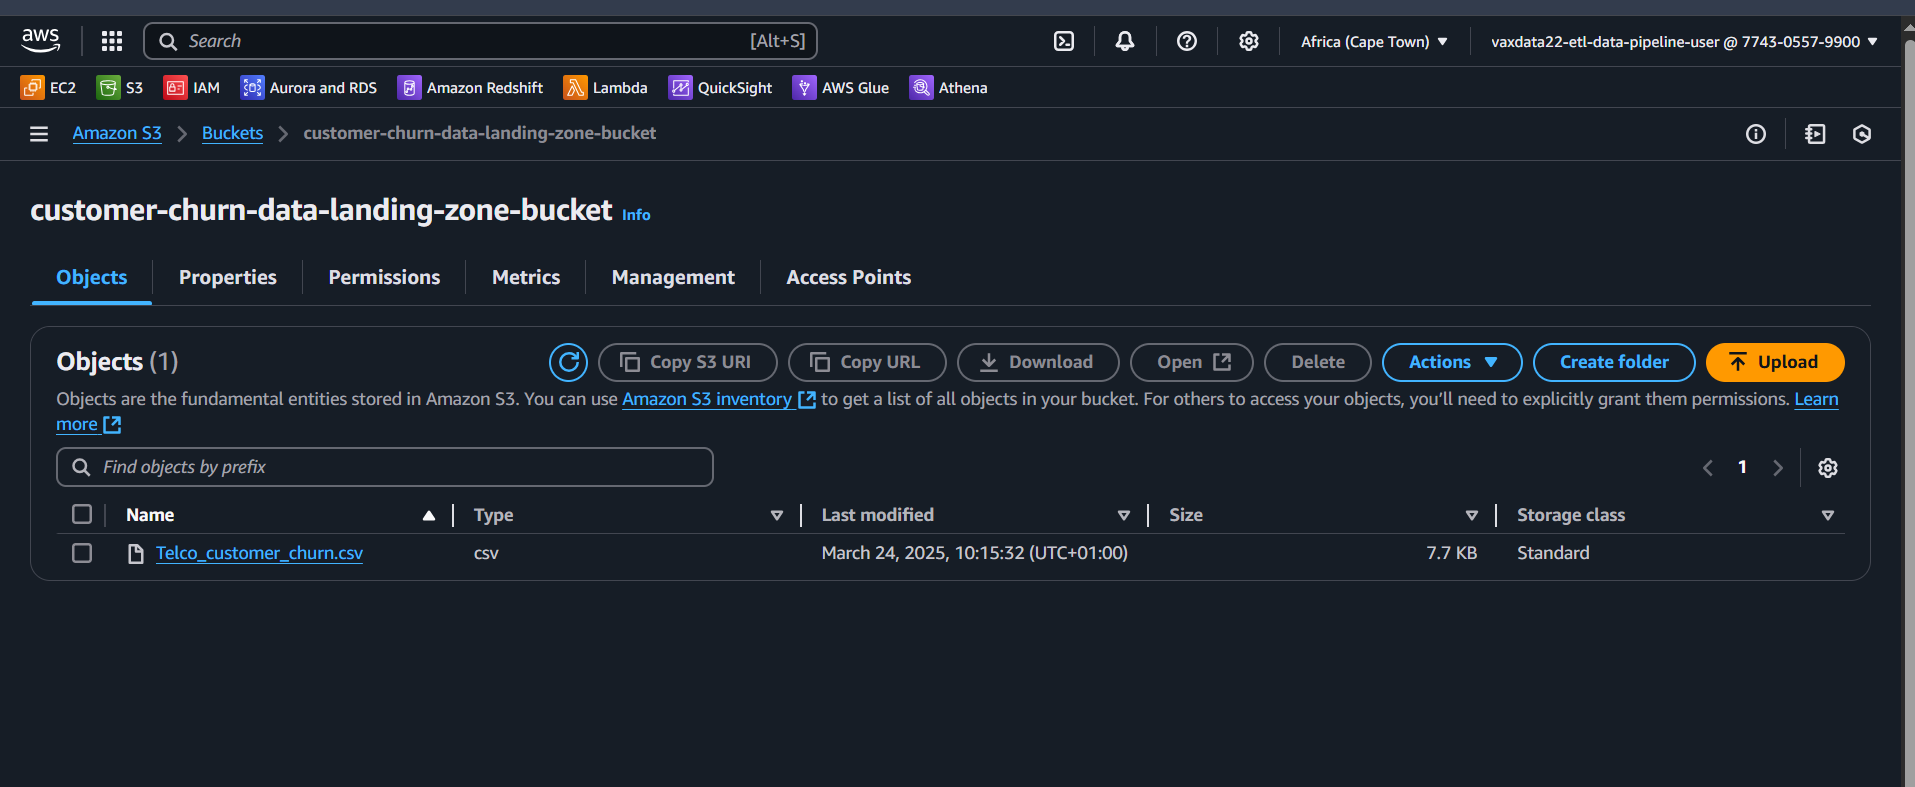 aws Search [Alt+S] Africa (Cape Town) vaxdata22-etl-data-pipeline-user @ 7743-0557-9900
EC2 S3 IAM Aurora and RDS Amazon Redshift Lambda QuickSight AWS Glue Athena
Amazon S3 Buckets customer-churn-data-landing-zone-bucket
customer-churn-data-landing-zone-bucket Info
Objects Properties Permissions Metrics Management Access Points
Objects (1) Copy S3 URI Copy URL Download Open Delete Actions Create folder Upload
Objects are the fundamental entities stored in Amazon S3. You can use Amazon S3 inventory to get a list of all objects in your bucket. For others to access your objects, you’ll need to explicitly grant them permissions. Learn
more
Find objects by prefix 1
Name Type Last modified Size Storage class
Telco_customer_churn.csv csv March 24, 2025, 10:15:32 (UTC+01:00) 7.7 KB Standard